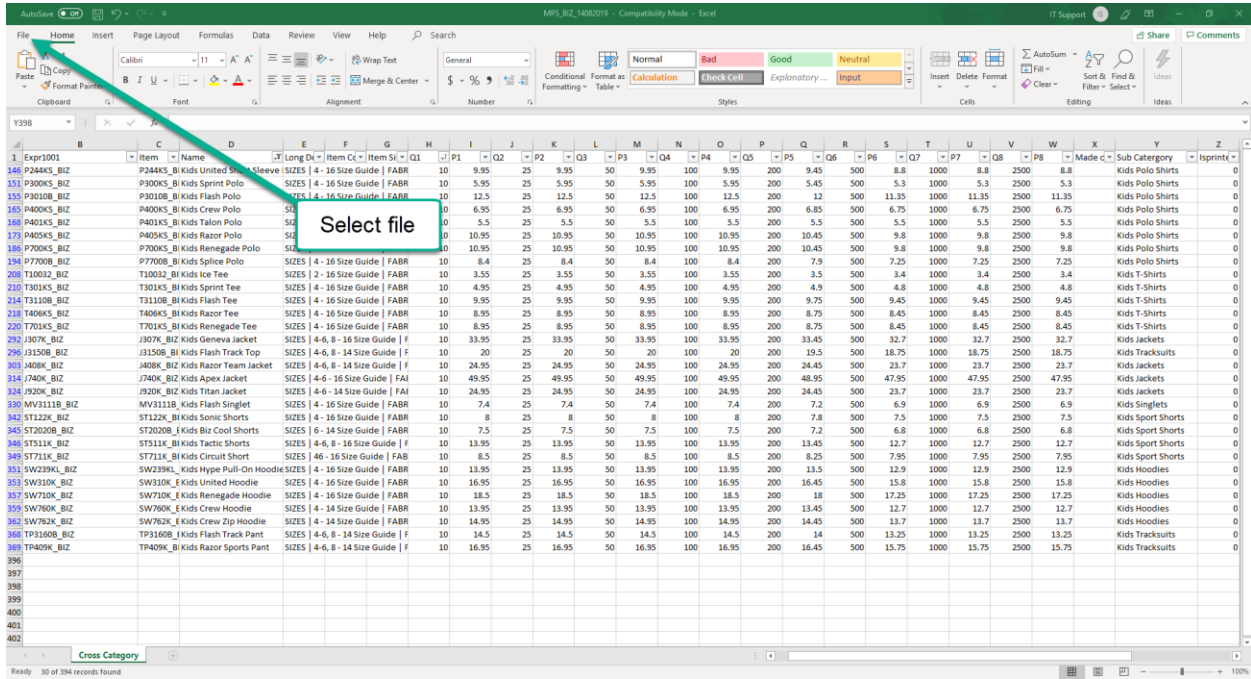 AutoSave Off MPS_BIZ_14082019 - Compatibility Mode - Excel IT Support
File Home Insert Page Layout Formulas Data Review View Help Search Share Comments
Calibri 11 A^ A˅ Wrap Text General Normal Bad Good Neutral AutoSum
Paste Copy Format Painter B I U A Merge & Center $ % 9 Conditional Formatting Format as Table Calculation Check Cell Explanatory ... Input Insert Delete Format Fill Clear Sort & Filter Find & Select Ideas
Clipboard Font Alignment Number Styles Cells Editing Ideas
Y398
B C D E F G H I J K L M N O P Q R S T U V W X Y Z
1 Expr1001 Item Name Long De Item Co Item Si Q1 P1 Q2 P2 Q3 P3 Q4 P4 Q5 P5 Q6 P6 Q7 P7 Q8 P8 Made o Sub Catergory Isprinte
146 P244KS_BIZ P244KS_BI Kids United Short Sleeve SIZES | 4 - 16 Size Guide | FABR 10 9.95 25 9.95 50 9.95 100 9.95 200 9.45 500 8.8 1000 8.8 2500 8.8 Kids Polo Shirts 0
151 P300KS_BIZ P300KS_BI Kids Sprint Polo SIZES | 4 - 16 Size Guide | FABR 10 5.95 25 5.95 50 5.95 100 5.95 200 5.45 500 5.3 1000 5.3 2500 5.3 Kids Polo Shirts 0
155 P3010B_BIZ P3010B_BI Kids Flash Polo SIZES | 4 - 16 Size Guide | FABR 10 12.5 25 12.5 50 12.5 100 12.5 200 12 500 11.35 1000 11.35 2500 11.35 Kids Polo Shirts 0
165 P400KS_BIZ P400KS_BI Kids Crew Polo 10 6.95 25 6.95 50 6.95 100 6.95 200 6.85 500 6.75 1000 6.75 2500 6.75 Kids Polo Shirts 0
168 P401KS_BIZ P401KS_BI Kids Talon Polo 10 5.5 25 5.5 50 5.5 100 5.5 200 5.5 500 5.5 1000 5.5 2500 5.5 Kids Polo Shirts 0
Select file
173 P405KS_BIZ P405KS_BI Kids Razor Polo 10 10.95 25 10.95 50 10.95 100 10.95 200 10.45 500 9.8 1000 9.8 2500 9.8 Kids Polo Shirts 0
186 P700KS_BIZ P700KS_BI Kids Renegade Polo 10 10.95 25 10.95 50 10.95 100 10.95 200 10.45 500 9.8 1000 9.8 2500 9.8 Kids Polo Shirts 0
194 P7700B_BIZ P7700B_BI Kids Splice Polo SIZES | 4 - 16 Size Guide | FABR 10 8.4 25 8.4 50 8.4 100 8.4 200 7.9 500 7.25 1000 7.25 2500 7.25 Kids Polo Shirts 0
208 T10032_BIZ T10032_BI Kids Ice Tee SIZES | 2 - 16 Size Guide | FABR 10 3.55 25 3.55 50 3.55 100 3.55 200 3.5 500 3.4 1000 3.4 2500 3.4 Kids T-Shirts 0
210 T301KS_BIZ T301KS_BI Kids Sprint Tee SIZES | 4 - 16 Size Guide | FABR 10 4.95 25 4.95 50 4.95 100 4.95 200 4.9 500 4.8 1000 4.8 2500 4.8 Kids T-Shirts 0
214 T3110B_BIZ T3110B_BI Kids Flash Tee SIZES | 4 - 16 Size Guide | FABR 10 9.95 25 9.95 50 9.95 100 9.95 200 9.75 500 9.45 1000 9.45 2500 9.45 Kids T-Shirts 0
218 T406KS_BIZ T406KS_BI Kids Razor Tee SIZES | 4 - 16 Size Guide | FABR 10 8.95 25 8.95 50 8.95 100 8.95 200 8.75 500 8.45 1000 8.45 2500 8.45 Kids T-Shirts 0
220 T701KS_BIZ T701KS_BI Kids Renegade Tee SIZES | 4 - 16 Size Guide | FABR 10 8.95 25 8.95 50 8.95 100 8.95 200 8.75 500 8.45 1000 8.45 2500 8.45 Kids T-Shirts 0
292 J307K_BIZ J307K_BIZ Kids Geneva Jacket SIZES | 4-6, 8 - 16 Size Guide | F 10 33.95 25 33.95 50 33.95 100 33.95 200 33.45 500 32.7 1000 32.7 2500 32.7 Kids Jackets 0
296 J3150B_BIZ J3150B_BI Kids Flash Track Top SIZES | 4-6, 8 - 14 Size Guide | F 10 20 25 20 50 20 100 20 200 19.5 500 18.75 1000 18.75 2500 18.75 Kids Tracksuits 0
303 J408K_BIZ J408K_BIZ Kids Razor Team Jacket SIZES | 4-6, 8 - 14 Size Guide | F 10 24.95 25 24.95 50 24.95 100 24.95 200 24.45 500 23.7 1000 23.7 2500 23.7 Kids Jackets 0
314 J740K_BIZ J740K_BIZ Kids Apex Jacket SIZES | 4-6 - 16 Size Guide | FAI 10 49.95 25 49.95 50 49.95 100 49.95 200 48.95 500 47.95 1000 47.95 2500 47.95 Kids Jackets 0
324 J920K_BIZ J920K_BIZ Kids Titan Jacket SIZES | 4-6 - 14 Size Guide | FAI 10 24.95 25 24.95 50 24.95 100 24.95 200 24.45 500 23.7 1000 23.7 2500 23.7 Kids Jackets 0
330 MV3111B_BIZ MV3111B_ Kids Flash Singlet SIZES | 4 - 16 Size Guide | FABR 10 7.4 25 7.4 50 7.4 100 7.4 200 7.2 500 6.9 1000 6.9 2500 6.9 Kids Singlets 0
342 ST122K_BIZ ST122K_BI Kids Sonic Shorts SIZES | 4 - 16 Size Guide | FABR 10 8 25 8 50 8 100 8 200 7.8 500 7.5 1000 7.5 2500 7.5 Kids Sport Shorts 0
345 ST2020B_BIZ ST2020B_E Kids Biz Cool Shorts SIZES | 6 - 14 Size Guide | FABR 10 7.5 25 7.5 50 7.5 100 7.5 200 7.2 500 6.8 1000 6.8 2500 6.8 Kids Sport Shorts 0
346 ST511K_BIZ ST511K_BI Kids Tactic Shorts SIZES | 4-6, 8 - 16 Size Guide | F 10 13.95 25 13.95 50 13.95 100 13.95 200 13.45 500 12.7 1000 12.7 2500 12.7 Kids Sport Shorts 0
349 ST711K_BIZ ST711K_BI Kids Circuit Short SIZES | 46 - 16 Size Guide | FAB 10 8.5 25 8.5 50 8.5 100 8.5 200 8.25 500 7.95 1000 7.95 2500 7.95 Kids Sport Shorts 0
351 SW239KL_BIZ SW239KL_ Kids Hype Pull-On Hoodie SIZES | 4 - 16 Size Guide | FABR 10 13.95 25 13.95 50 13.95 100 13.95 200 13.5 500 12.9 1000 12.9 2500 12.9 Kids Hoodies 0
353 SW310K_BIZ SW310K_E Kids United Hoodie SIZES | 4 - 16 Size Guide | FABR 10 16.95 25 16.95 50 16.95 100 16.95 200 16.45 500 15.8 1000 15.8 2500 15.8 Kids Hoodies 0
357 SW710K_BIZ SW710K_E Kids Renegade Hoodie SIZES | 4 - 16 Size Guide | FABR 10 18.5 25 18.5 50 18.5 100 18.5 200 18 500 17.25 1000 17.25 2500 17.25 Kids Hoodies 0
359 SW760K_BIZ SW760K_E Kids Crew Hoodie SIZES | 4 - 14 Size Guide | FABR 10 13.95 25 13.95 50 13.95 100 13.95 200 13.45 500 12.7 1000 12.7 2500 12.7 Kids Hoodies 0
362 SW762K_BIZ SW762K_E Kids Crew Zip Hoodie SIZES | 4 - 14 Size Guide | FABR 10 14.95 25 14.95 50 14.95 100 14.95 200 14.45 500 13.7 1000 13.7 2500 13.7 Kids Hoodies 0
368 TP3160B_BIZ TP3160B_I Kids Flash Track Pant SIZES | 4-6, 8 - 14 Size Guide | F 10 14.5 25 14.5 50 14.5 100 14.5 200 14 500 13.25 1000 13.25 2500 13.25 Kids Tracksuits 0
369 TP409K_BIZ TP409K_BI Kids Razor Sports Pant SIZES | 4-6, 8 - 14 Size Guide | F 10 16.95 25 16.95 50 16.95 100 16.95 200 16.45 500 15.75 1000 15.75 2500 15.75 Kids Tracksuits 0
396
397
398
399
400
401
402
Cross Category
Ready 30 of 394 records found 100%